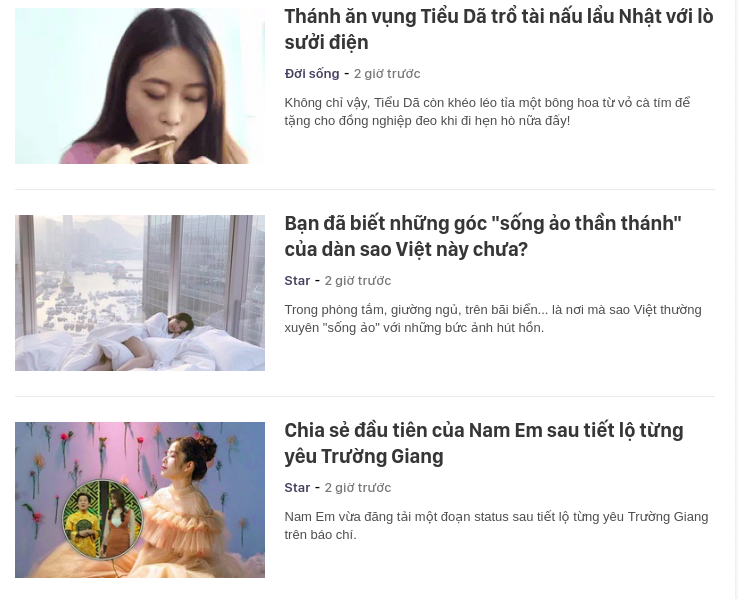 Thánh ăn vụng Tiểu Dã trổ tài nấu lẩu Nhật với lò
sưởi điện
Đời sống - 2 giờ trước
Không chỉ vậy, Tiểu Dã còn khéo léo tỉa một bông hoa từ vỏ cà tím để
tặng cho đồng nghiệp đeo khi đi hẹn hò nữa đấy!
Bạn đã biết những góc "sống ảo thần thánh"
của dàn sao Việt này chưa?
Star - 2 giờ trước
Trong phòng tắm, giường ngủ, trên bãi biển... là nơi mà sao Việt thường
xuyên "sống ảo" với những bức ảnh hút hồn.
Chia sẻ đầu tiên của Nam Em sau tiết lộ từng
yêu Trường Giang
Star - 2 giờ trước
Nam Em vừa đăng tải một đoạn status sau tiết lộ từng yêu Trường Giang
trên báo chí.